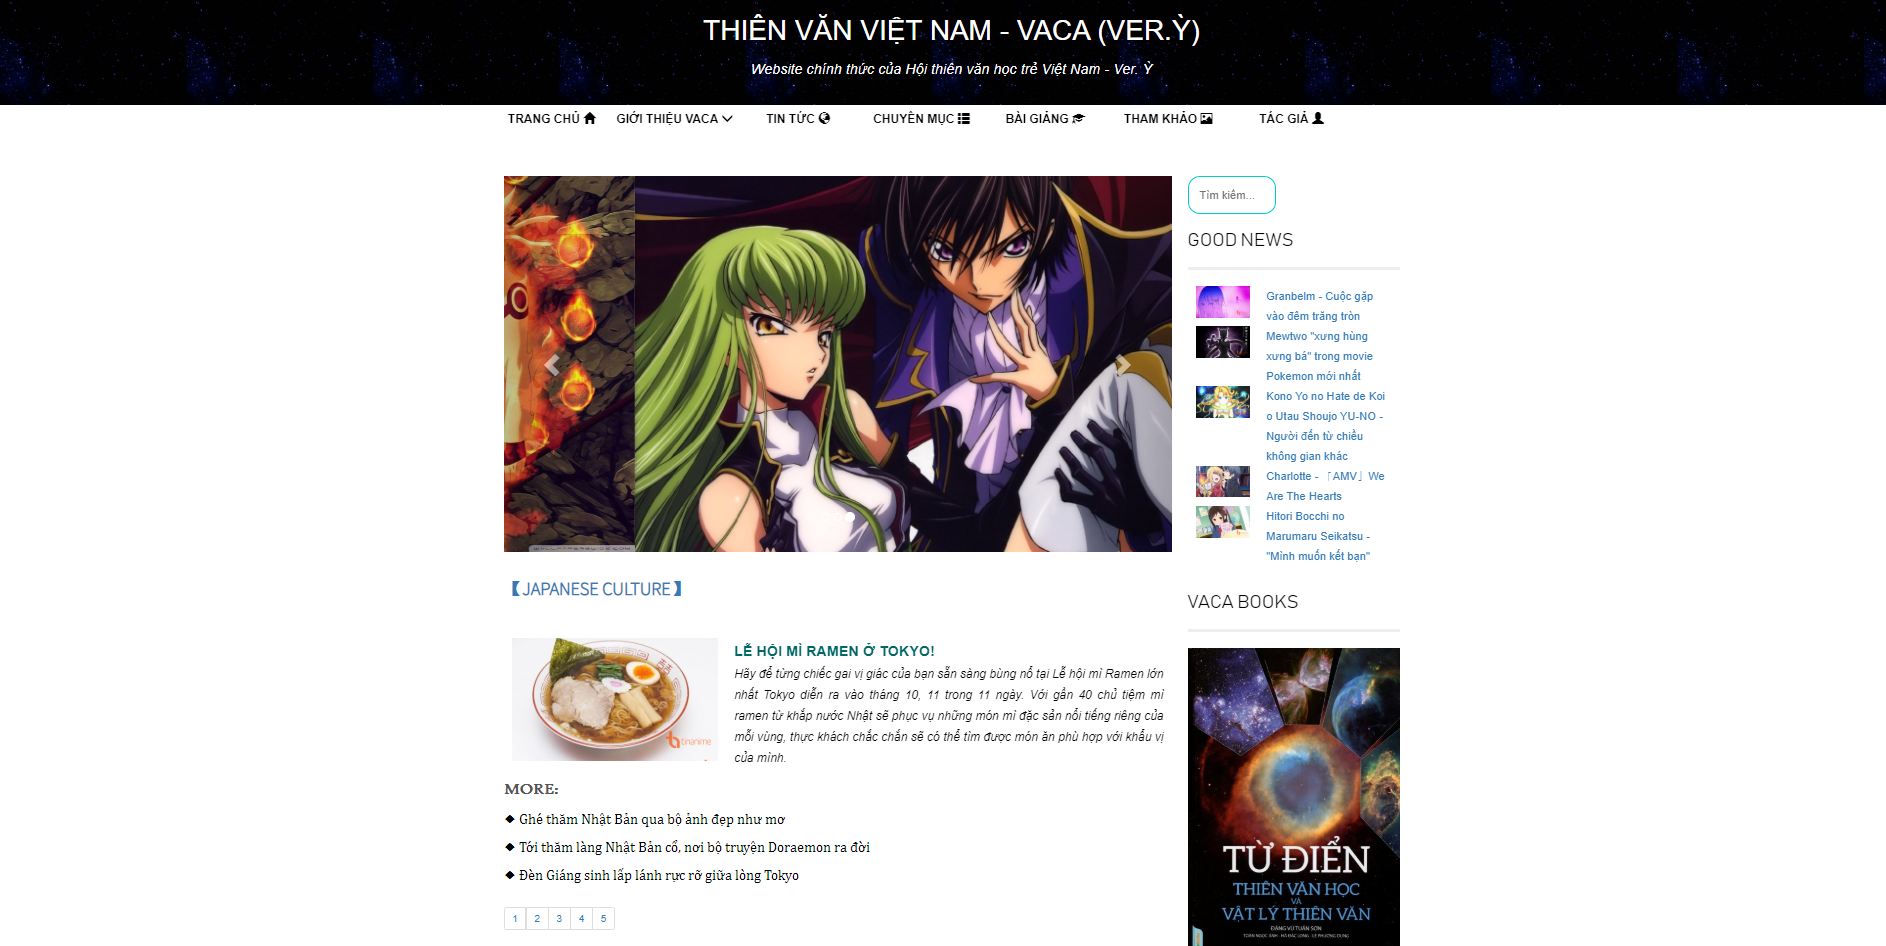 THIÊN VĂN VIỆT NAM - VACA (VER.Ỳ)
Website chính thức của Hội thiên văn học trẻ Việt Nam - Ver. Ỳ
TRANG CHỦ GIỚI THIỆU VACA TIN TỨC CHUYÊN MỤC BÀI GIẢNG THAM KHẢO TÁC GIẢ
Tìm kiếm...
GOOD NEWS
Granbelm - Cuộc gặp
vào đêm trăng tròn
Mewtwo "xưng hùng
xưng bá" trong movie
Pokemon mới nhất
Kono Yo no Hate de Koi
o Utau Shoujo YU-NO -
Người đến từ chiều
không gian khác
Charlotte - 「AMV」We
Are The Hearts
Hitori Bocchi no
Marumaru Seikatsu -
"Mình muốn kết bạn"
【JAPANESE CULTURE】
LỄ HỘI MÌ RAMEN Ở TOKYO!
Hãy để từng chiếc gai vị giác của bạn sẵn sàng bùng nổ tại Lễ hội mì Ramen lớn
nhất Tokyo diễn ra vào tháng 10, 11 trong 11 ngày. Với gần 40 chủ tiệm mì
ramen từ khắp nước Nhật sẽ phục vụ những món mì đặc sản nổi tiếng riêng của
mỗi vùng, thực khách chắc chắn sẽ có thể tìm được món ăn phù hợp với khẩu vị
của mình.
MORE:
❖ Ghé thăm Nhật Bản qua bộ ảnh đẹp như mơ
❖ Tới thăm làng Nhật Bản cổ, nơi bộ truyện Doraemon ra đời
❖ Đèn Giáng sinh lấp lánh rực rỡ giữa lòng Tokyo
1 2 3 4 5
VACA BOOKS
TỪ ĐIỂN
THIÊN VĂN HỌC
VÀ
VẬT LÝ THIÊN VĂN
ĐẶNG VŨ TUẤN SƠN